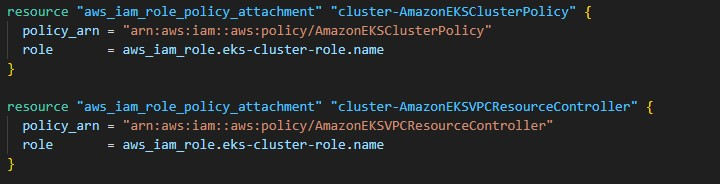 resource "aws_iam_role_policy_attachment" "cluster-AmazonEKSClusterPolicy" {
  policy_arn = "arn:aws:iam::aws:policy/AmazonEKSClusterPolicy"
  role       = aws_iam_role.eks-cluster-role.name
}

resource "aws_iam_role_policy_attachment" "cluster-AmazonEKSVPCResourceController" {
  policy_arn = "arn:aws:iam::aws:policy/AmazonEKSVPCResourceController"
  role       = aws_iam_role.eks-cluster-role.name
}